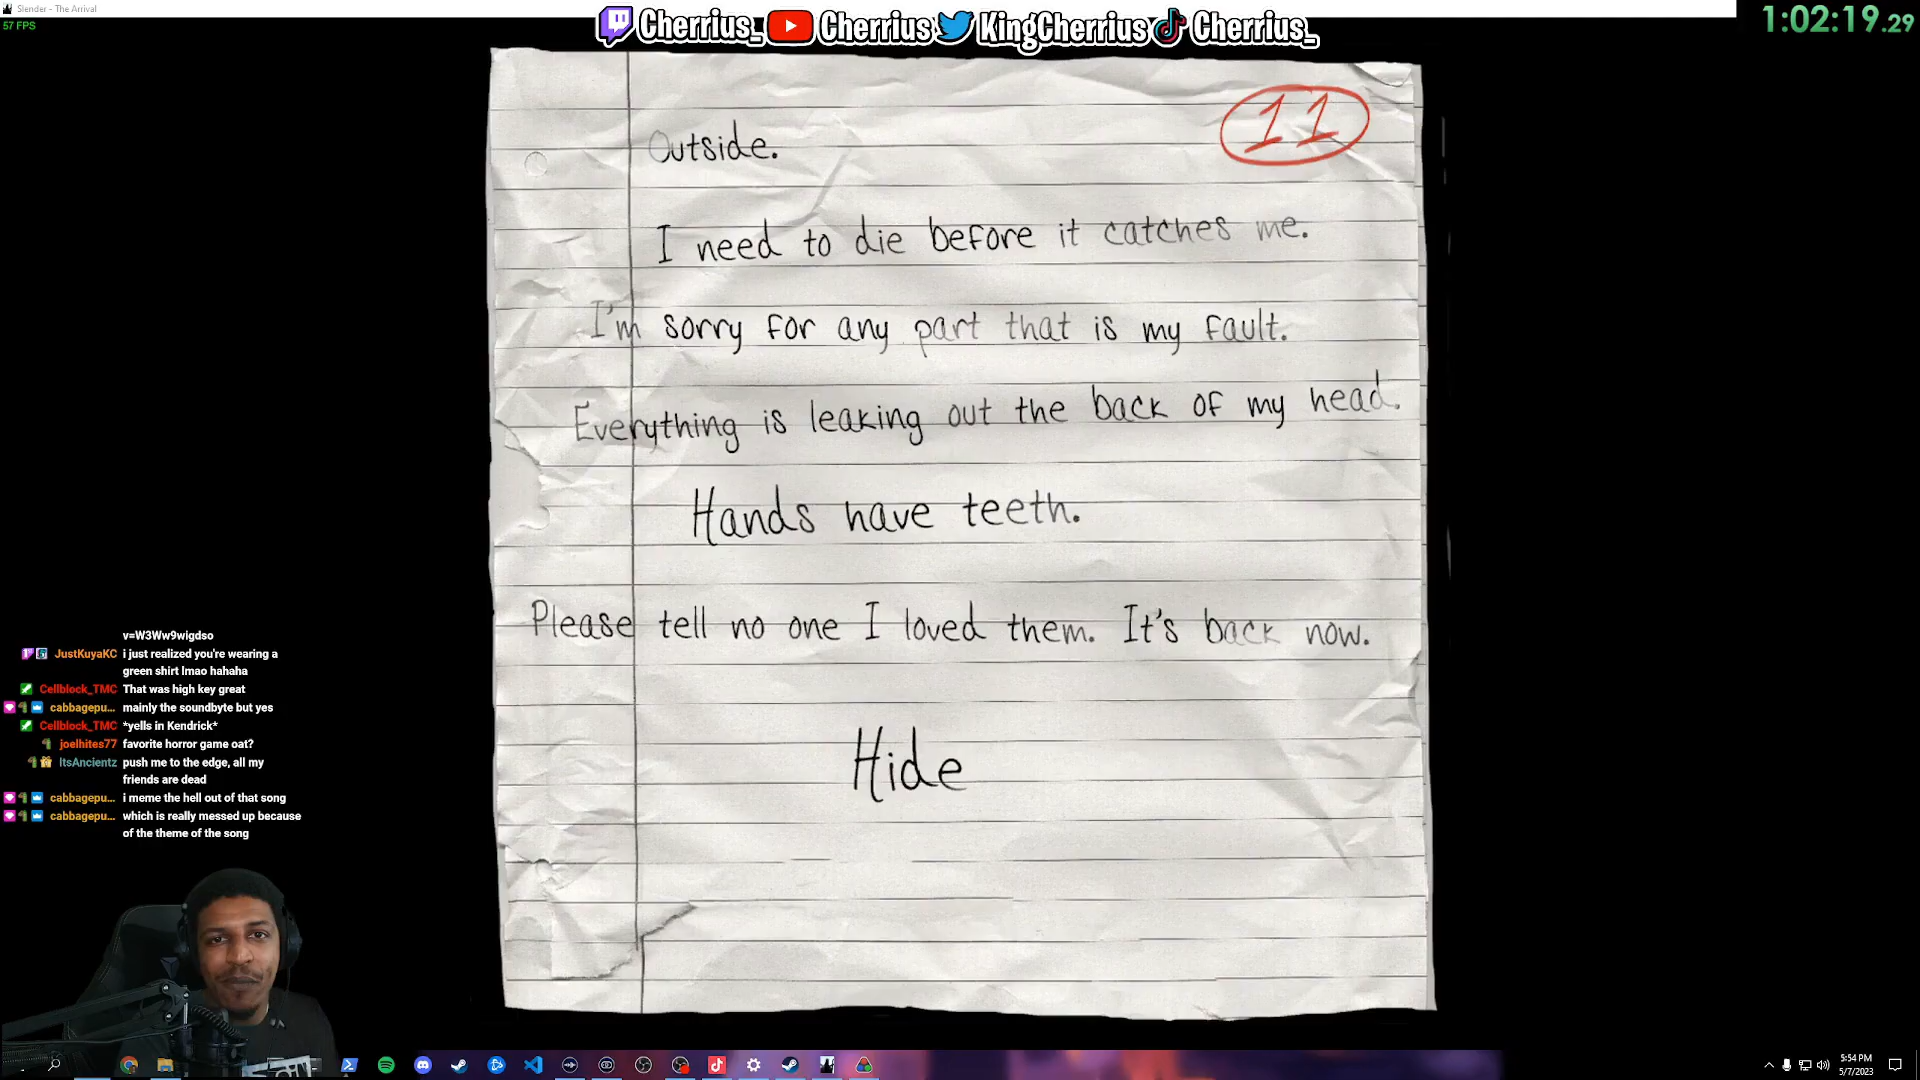 Slender - The Arrival
57 FPS
Cherrius_ Cherrius KingCherrius Cherrius_
1:02:19.29
11
Outside.
I need to die before it catches me.
I'm sorry for any part that is my fault.
Everything is leaking out the back of my head.
Hands have teeth.
Please tell no one I loved them. It's back now.
Hide
v=W3Ww9wigdso
JustKuyaKC i just realized you're wearing a
green shirt lmao hahaha
Cellblock_TMC That was high key great
cabbagepu... mainly the soundbyte but yes
Cellblock_TMC *yells in Kendrick*
joelhites77 favorite horror game oat?
ItsAncientz push me to the edge, all my
friends are dead
cabbagepu... i meme the hell out of that song
cabbagepu... which is really messed up because
of the theme of the song
5:54 PM
5/7/2023